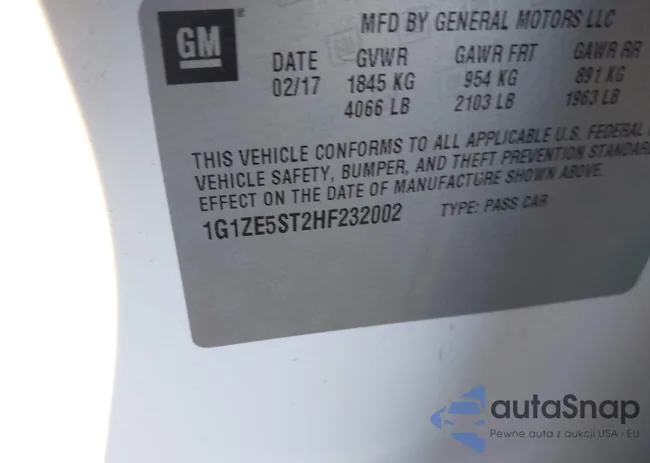 MFD BY GENERAL MOTORS LLC
GM ®
DATE GVWR GAWR FRT GAWR RR
02/17 1845 KG 954 KG 891 KG
4066 LB 2103 LB 1963 LB
THIS VEHICLE CONFORMS TO ALL APPLICABLE U.S. FEDERAL
VEHICLE SAFETY, BUMPER, AND THEFT PREVENTION STANDAR
EFFECT ON THE DATE OF MANUFACTURE SHOWN ABOVE.
1G1ZE5ST2HF232002 TYPE: PASS CAR
autaSnap
Pewne auta z aukcji USA i EU